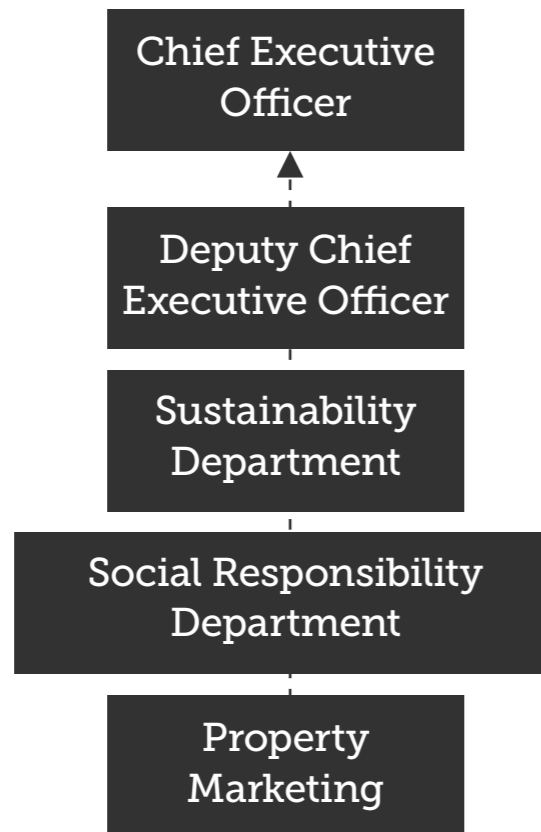 Chief Executive
Officer
Deputy Chief
Executive Officer
Sustainability
Department
Social Responsibility
Department
Property
Marketing